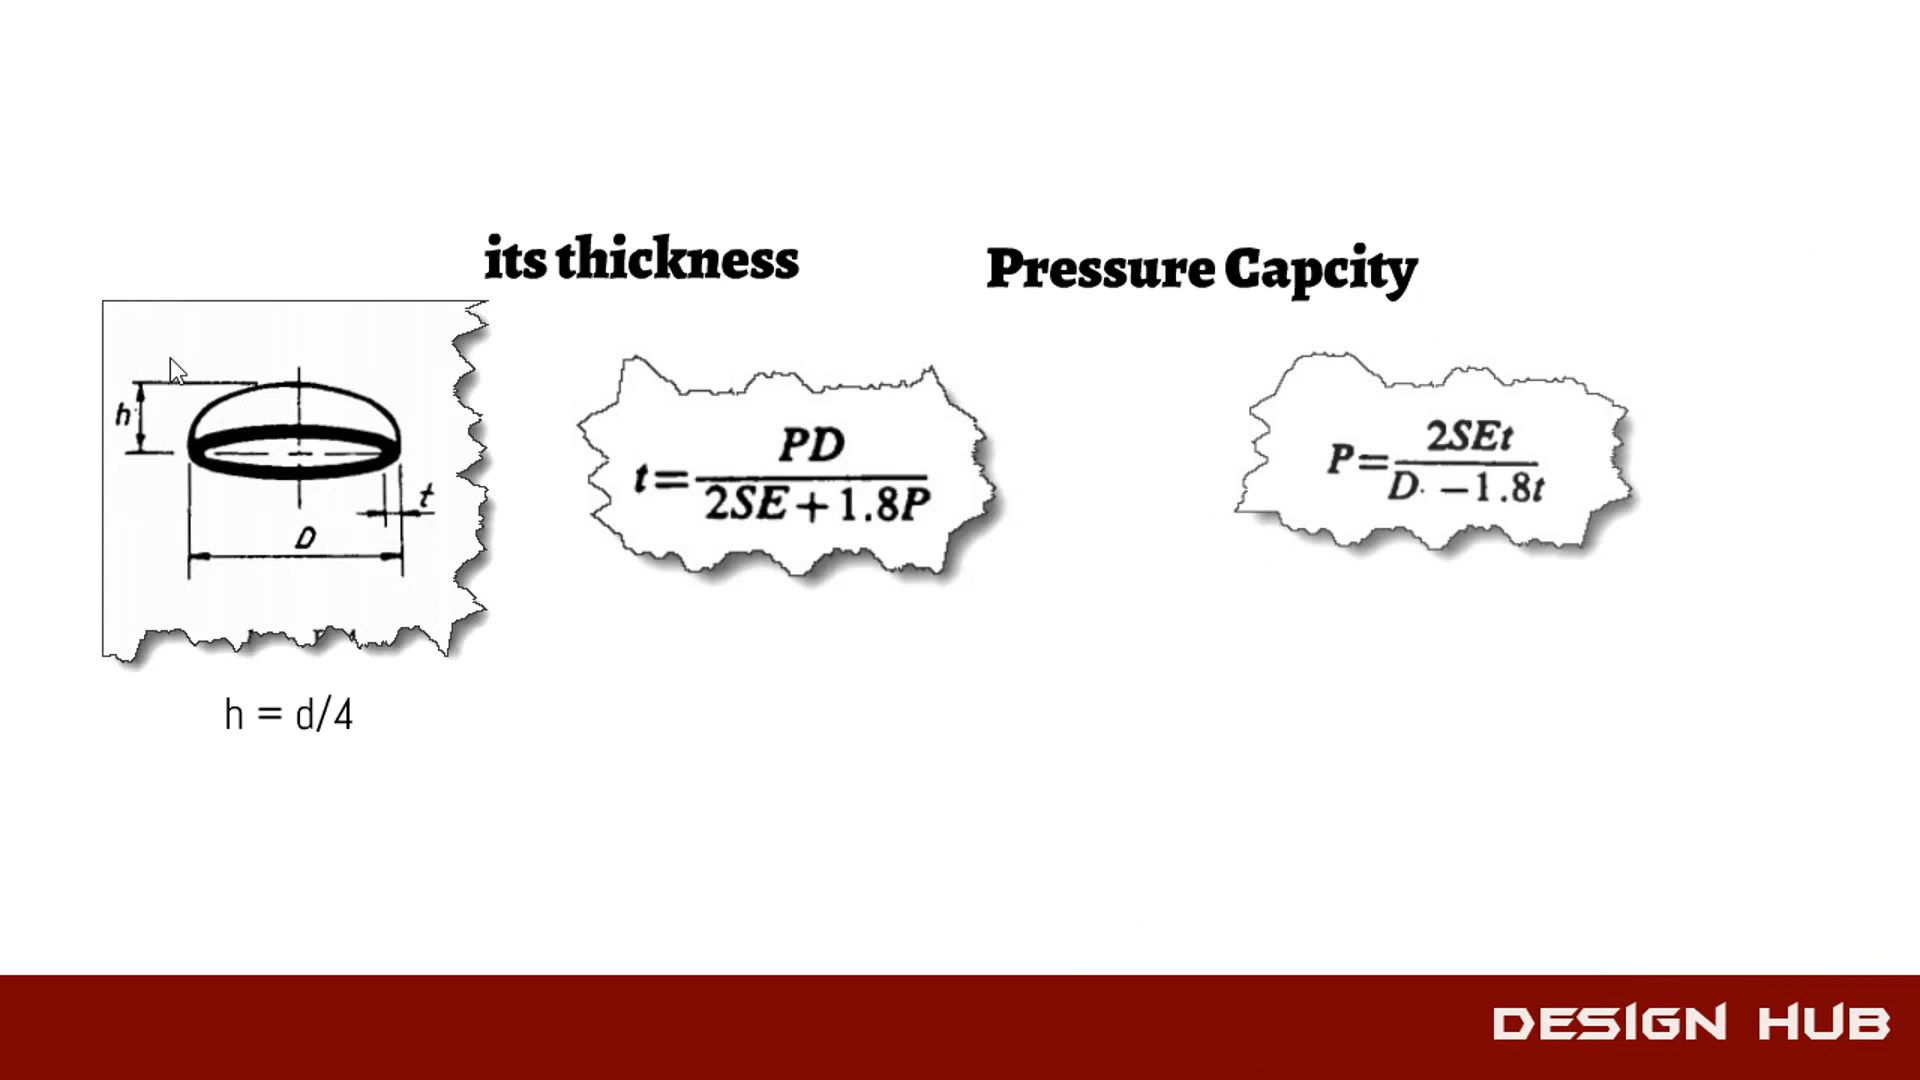 its thickness
Pressure Capcity
h
t
D
t=PD/2SE+1.8P
P=2SEt/D-1.8t
h = d/4
DESIGN HUB